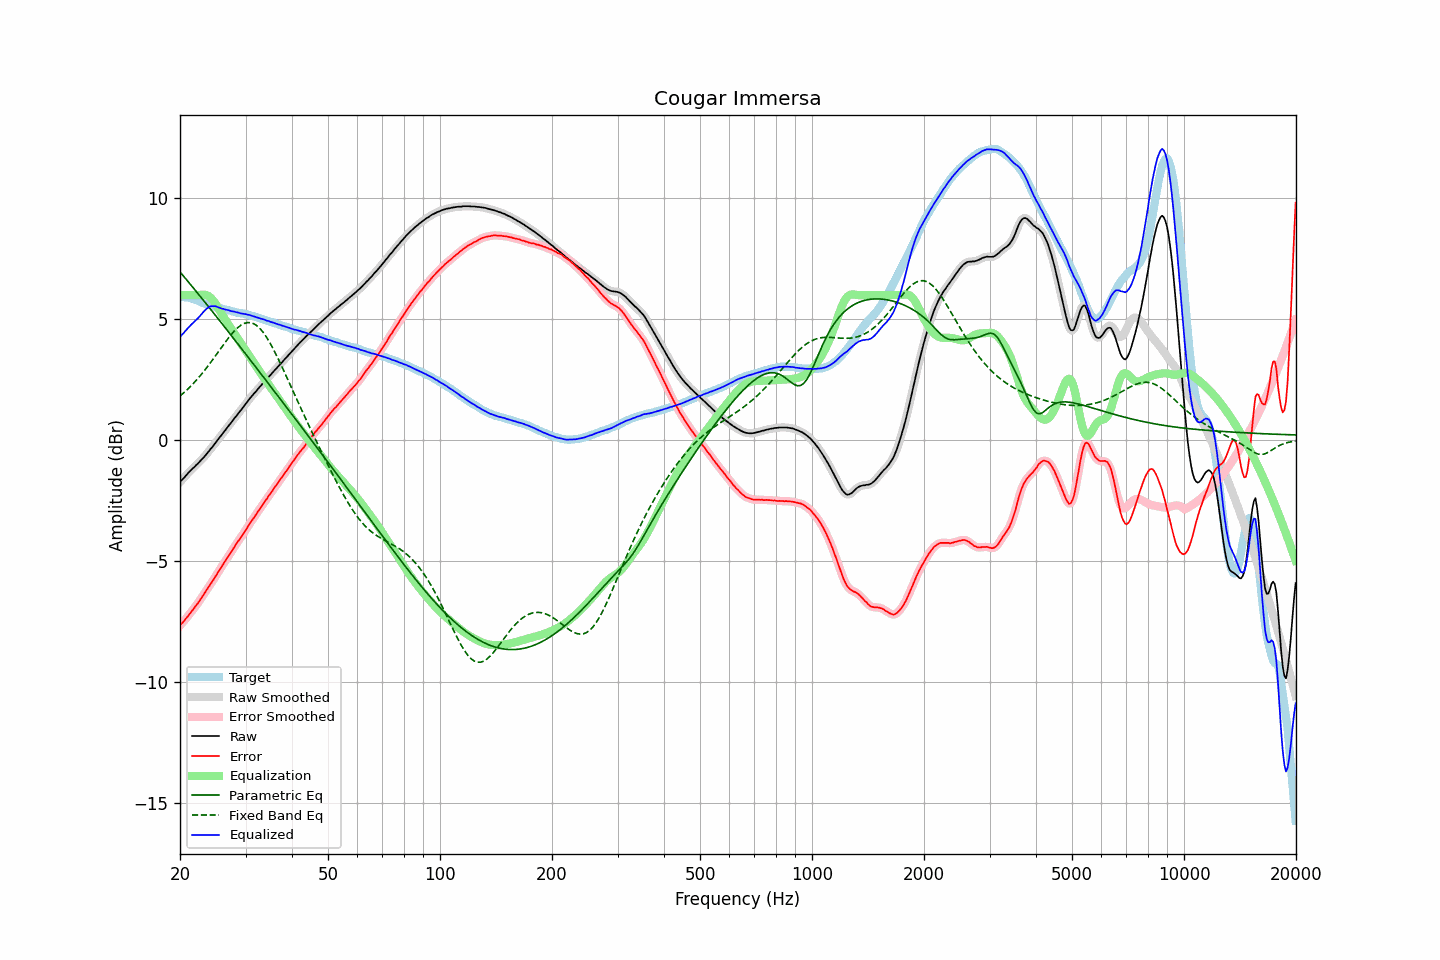 Cougar Immersa
Amplitude (dBr)
10
5
0
−5
−10
−15
Target
Raw Smoothed
Error Smoothed
Raw
Error
Equalization
Parametric Eq
Fixed Band Eq
Equalized
20 50 100 200 500 1000 2000 5000 10000 20000
Frequency (Hz)